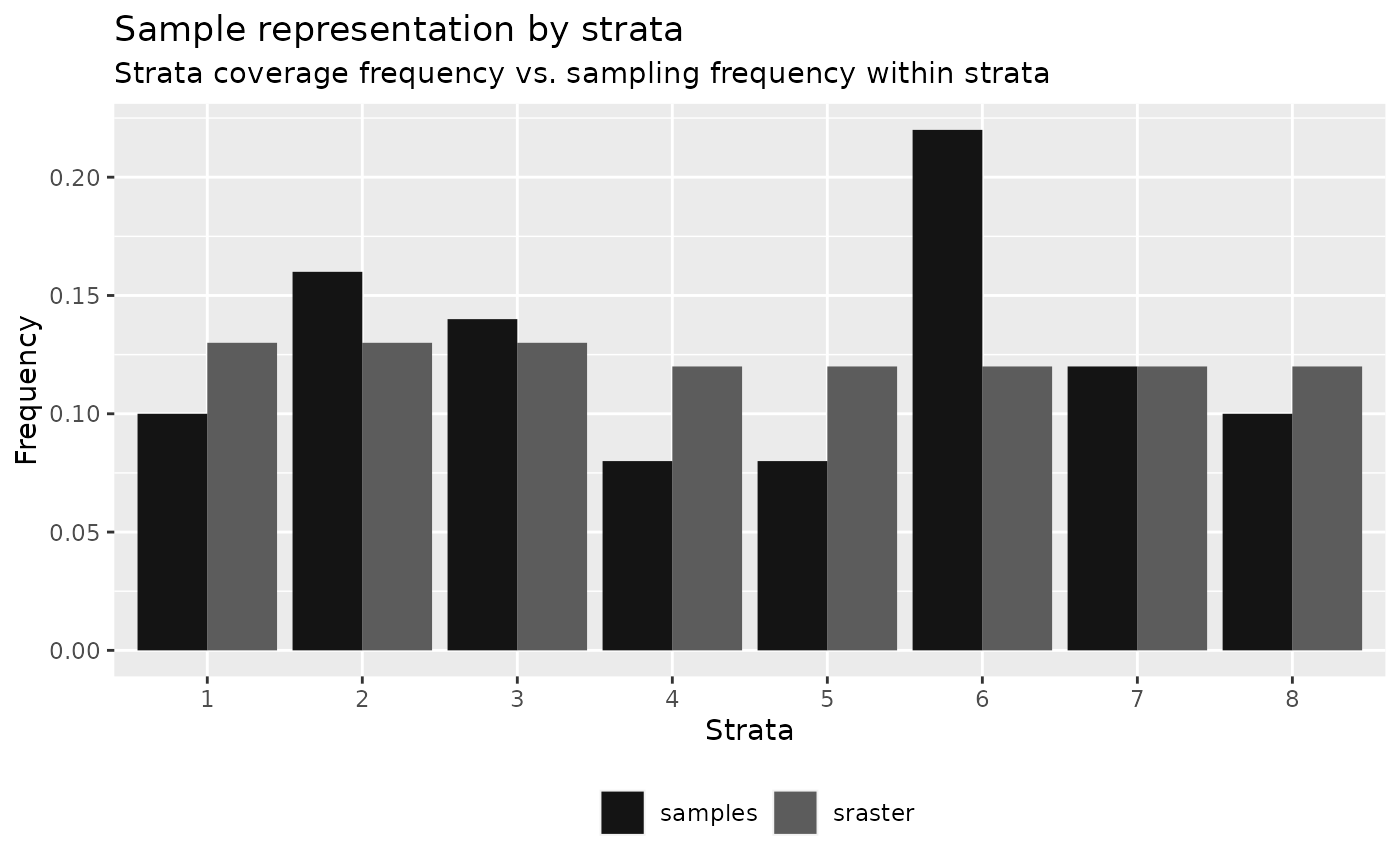 Sample representation by strata
Strata coverage frequency vs. sampling frequency within strata
Frequency
0.20
0.15
0.10
0.05
0.00
1 2 3 4 5 6 7 8
Strata
samples sraster